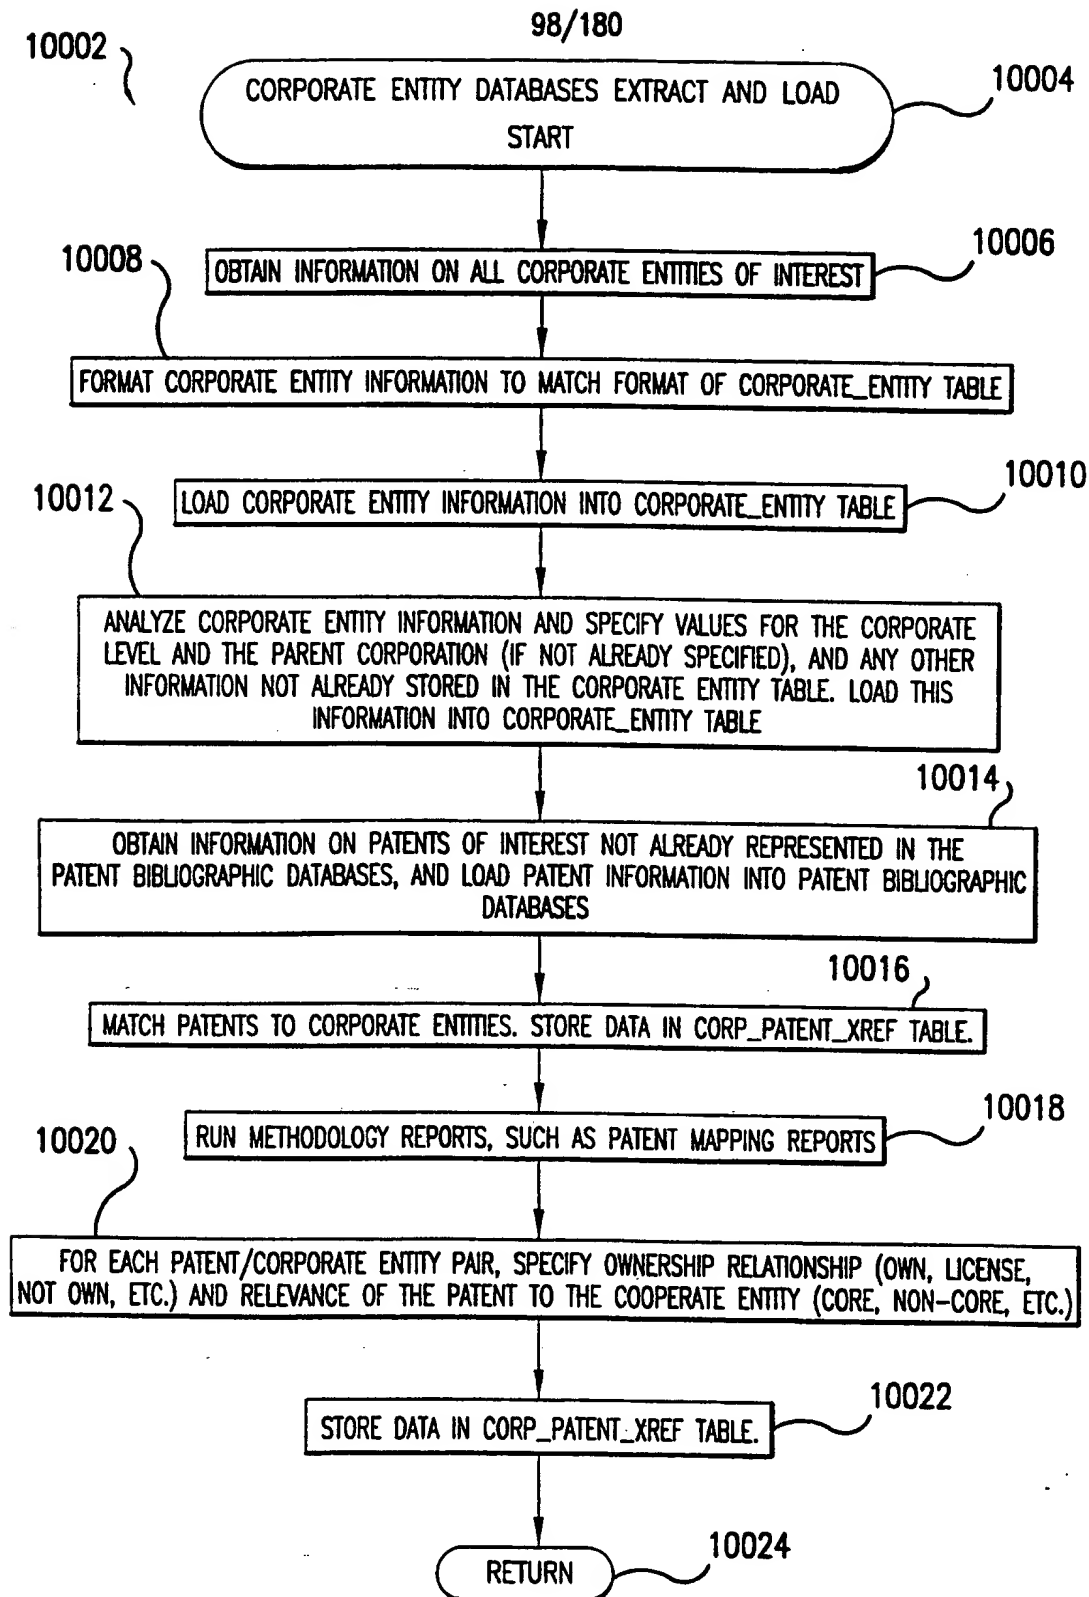 98/180
10002
CORPORATE ENTITY DATABASES EXTRACT AND LOAD
START
10004
OBTAIN INFORMATION ON ALL CORPORATE ENTITIES OF INTEREST
10006
10008
FORMAT CORPORATE ENTITY INFORMATION TO MATCH FORMAT OF CORPORATE_ENTITY TABLE
LOAD CORPORATE ENTITY INFORMATION INTO CORPORATE_ENTITY TABLE
10010
10012
ANALYZE CORPORATE ENTITY INFORMATION AND SPECIFY VALUES FOR THE CORPORATE
LEVEL AND THE PARENT CORPORATION (IF NOT ALREADY SPECIFIED), AND ANY OTHER
INFORMATION NOT ALREADY STORED IN THE CORPORATE ENTITY TABLE. LOAD THIS
INFORMATION INTO CORPORATE_ENTITY TABLE
10014
OBTAIN INFORMATION ON PATENTS OF INTEREST NOT ALREADY REPRESENTED IN THE
PATENT BIBLIOGRAPHIC DATABASES, AND LOAD PATENT INFORMATION INTO PATENT BIBLIOGRAPHIC
DATABASES
10016
MATCH PATENTS TO CORPORATE ENTITIES. STORE DATA IN CORP_PATENT_XREF TABLE.
RUN METHODOLOGY REPORTS, SUCH AS PATENT MAPPING REPORTS
10018
10020
FOR EACH PATENT/CORPORATE ENTITY PAIR, SPECIFY OWNERSHIP RELATIONSHIP (OWN, LICENSE,
NOT OWN, ETC.) AND RELEVANCE OF THE PATENT TO THE COOPERATE ENTITY (CORE, NON-CORE, ETC.)
STORE DATA IN CORP_PATENT_XREF TABLE.
10022
RETURN
10024